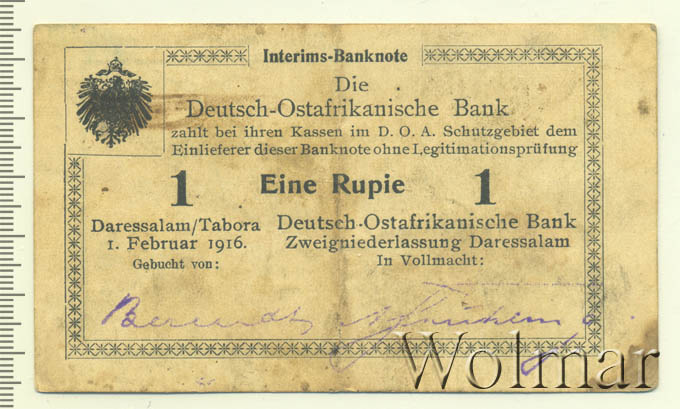 Interims-Banknote
Die
Deutsch-Ostafrikanische Bank
zahlt bei ihren Kassen im D. O. A. Schutzgebiet dem
Einlieferer dieser Banknote ohne Legitimationsprüfung
1 Eine Rupie 1
Daressalam/Tabora
1. Februar 1916.
Gebucht von:
Deutsch-Ostafrikanische Bank
Zweigniederlassung Daressalam
In Vollmacht:
Wolmar